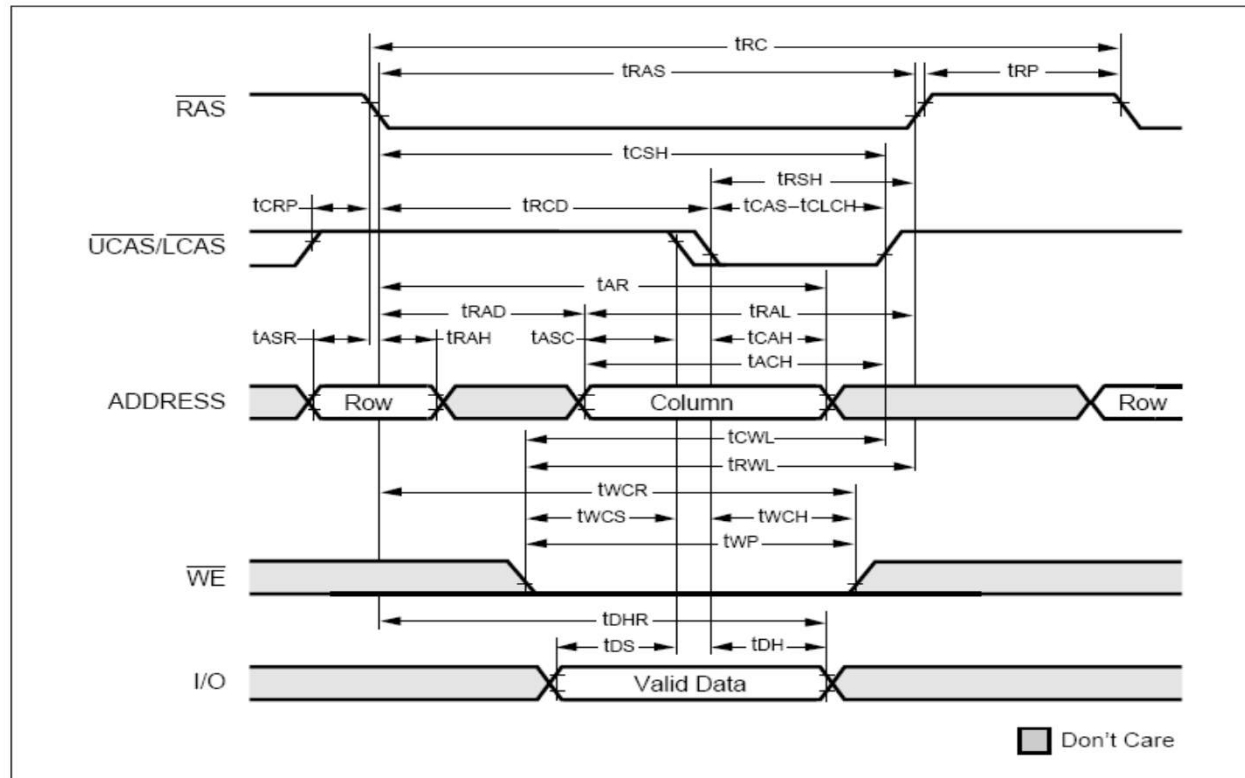 tRC
tRAS
tRP
RAS
tCSH
tRSH
tCRP
tRCD
tCAS–tCLCH
UCAS/LCAS
tAR
tRAD
tRAL
tASR
tRAH
tASC
tCAH
tACH
ADDRESS
Row
Column
Row
tCWL
tRWL
tWCR
tWCS
tWCH
tWP
WE
tDHR
tDS
tDH
I/O
Valid Data
Don't Care